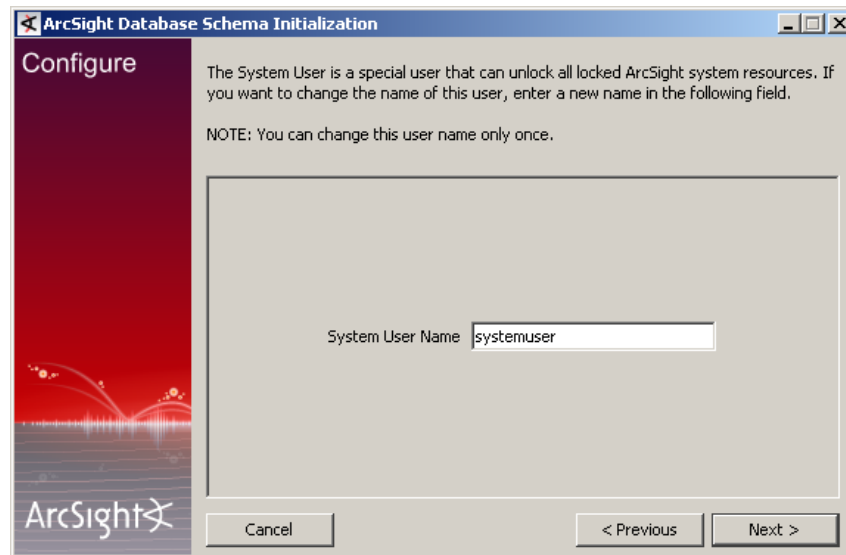 ArcSight Database Schema Initialization
Configure
The System User is a special user that can unlock all locked ArcSight system resources. If
you want to change the name of this user, enter a new name in the following field.
NOTE: You can change this user name only once.
System User Name systemuser
ArcSight
Cancel < Previous Next >